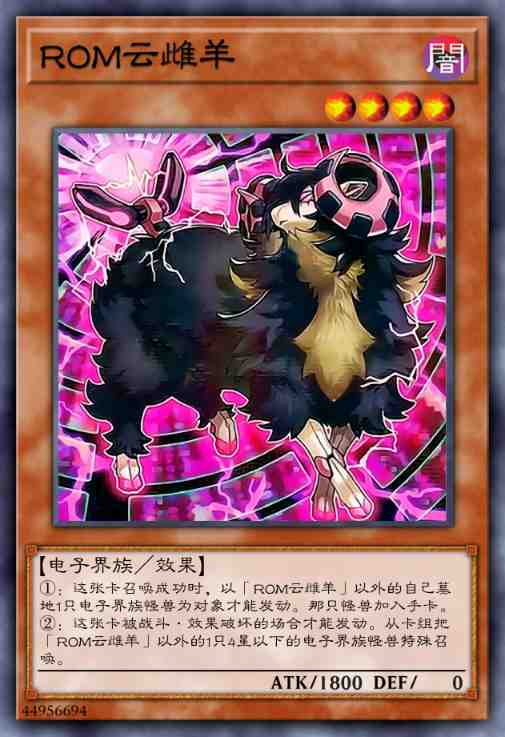 ROM云雌羊
闇
【电子界族／效果】
①：这张卡召唤成功时，以「ROM云雌羊」以外的自己墓
地1只电子界族怪兽为对象才能发动。那只怪兽加入手卡。
②：这张卡被战斗·效果破坏的场合才能发动。从卡组把
「ROM云雌羊」以外的1只4星以下的电子界族怪兽特殊召
唤。
ATK/1800 DEF/ 0
44956694